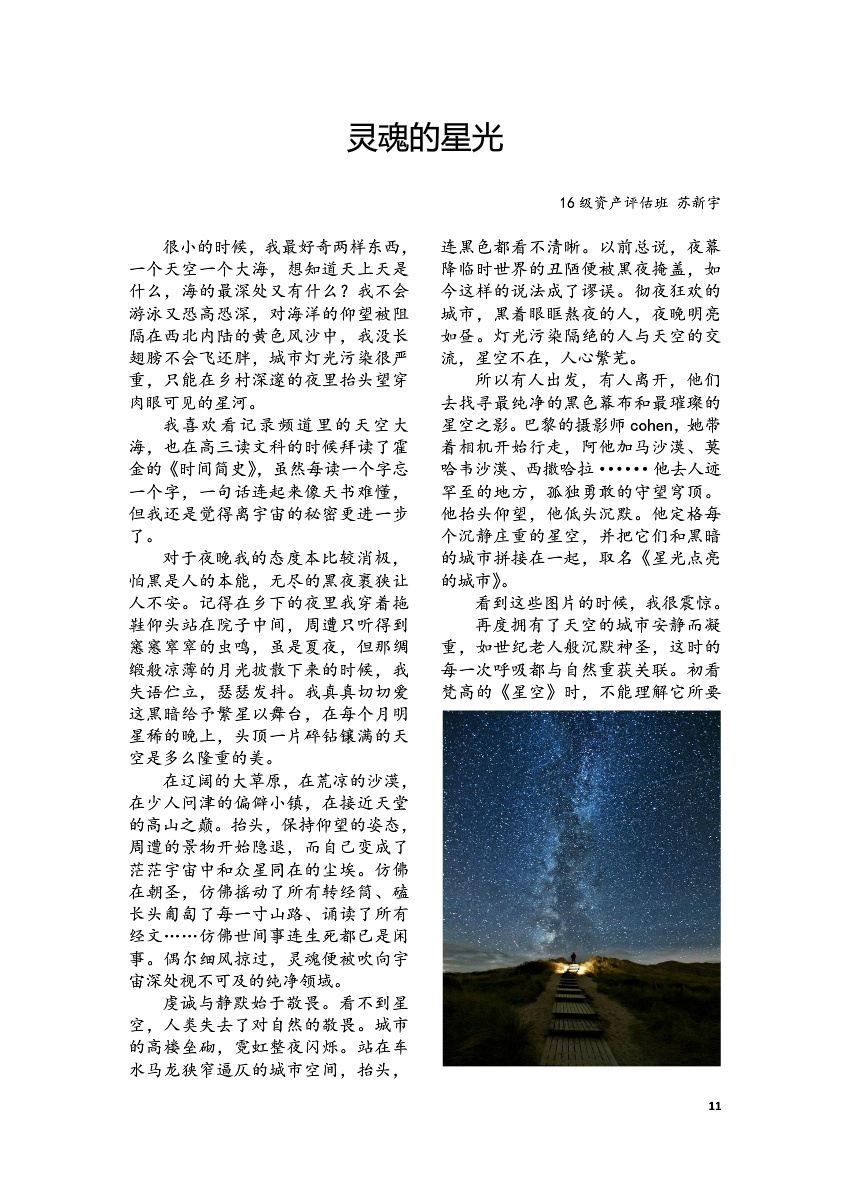 灵魂的星光
16级资产评估班 苏新宇
很小的时候，我最好奇两样东西，
一个天空一个大海，想知道天上天是
什么，海的最深处又有什么？我不会
游泳又恐高恐深，对海洋的仰望被阻
隔在西北内陆的黄色风沙中，我没长
翅膀不会飞还胖，城市灯光污染很严
重，只能在乡村深邃的夜里抬头望穿
肉眼可见的星河。
我喜欢看记录频道里的天空大
海，也在高三读文科的时候拜读了霍
金的《时间简史》，虽然每读一个字忘
一个字，一句话连起来像天书难懂，
但我还是觉得离宇宙的秘密更进一步
了。
对于夜晚我的态度本比较消极，
怕黑是人的本能，无尽的黑夜裹狭让
人不安。记得在乡下的夜里我穿着拖
鞋仰头站在院子中间，周遭只听得到
窸窸窣窣的虫鸣，虽是夏夜，但那绸
缎般凉薄的月光披散下来的时候，我
失语伫立，瑟瑟发抖。我真真切切爱
这黑暗给予繁星以舞台，在每个月明
星稀的晚上，头顶一片碎钻镶满的天
空是多么隆重的美。
在辽阔的大草原，在荒凉的沙漠，
在少人问津的偏僻小镇，在接近天堂
的高山之巅。抬头，保持仰望的姿态，
周遭的景物开始隐退，而自己变成了
茫茫宇宙中和众星同在的尘埃。仿佛
在朝圣，仿佛摇动了所有转经筒、磕
长头匍匐了每一寸山路、诵读了所有
经文……仿佛世间事连生死都已是闲
事。偶尔细风掠过，灵魂便被吹向宇
宙深处视不可及的纯净领域。
虔诚与静默始于敬畏。看不到星
空，人类失去了对自然的敬畏。城市
的高楼垒砌，霓虹整夜闪烁。站在车
水马龙狭窄逼仄的城市空间，抬头，
连黑色都看不清晰。以前总说，夜幕
降临时世界的丑陋便被黑夜掩盖，如
今这样的说法成了谬误。彻夜狂欢的
城市，黑着眼眶熬夜的人，夜晚明亮
如昼。灯光污染隔绝的人与天空的交
流，星空不在，人心繁芜。
所以有人出发，有人离开，他们
去找寻最纯净的黑色幕布和最璀璨的
星空之影。巴黎的摄影师 cohen，她带
着相机开始行走，阿他加马沙漠、莫
哈韦沙漠、西撒哈拉······他去人迹
罕至的地方，孤独勇敢的守望穹顶。
他抬头仰望，他低头沉默。他定格每
个沉静庄重的星空，并把它们和黑暗
的城市拼接在一起，取名《星光点亮
的城市》。
看到这些图片的时候，我很震惊。
再度拥有了天空的城市安静而凝
重，如世纪老人般沉默神圣，这时的
每一次呼吸都与自然重获关联。初看
梵高的《星空》时，不能理解它所要
11